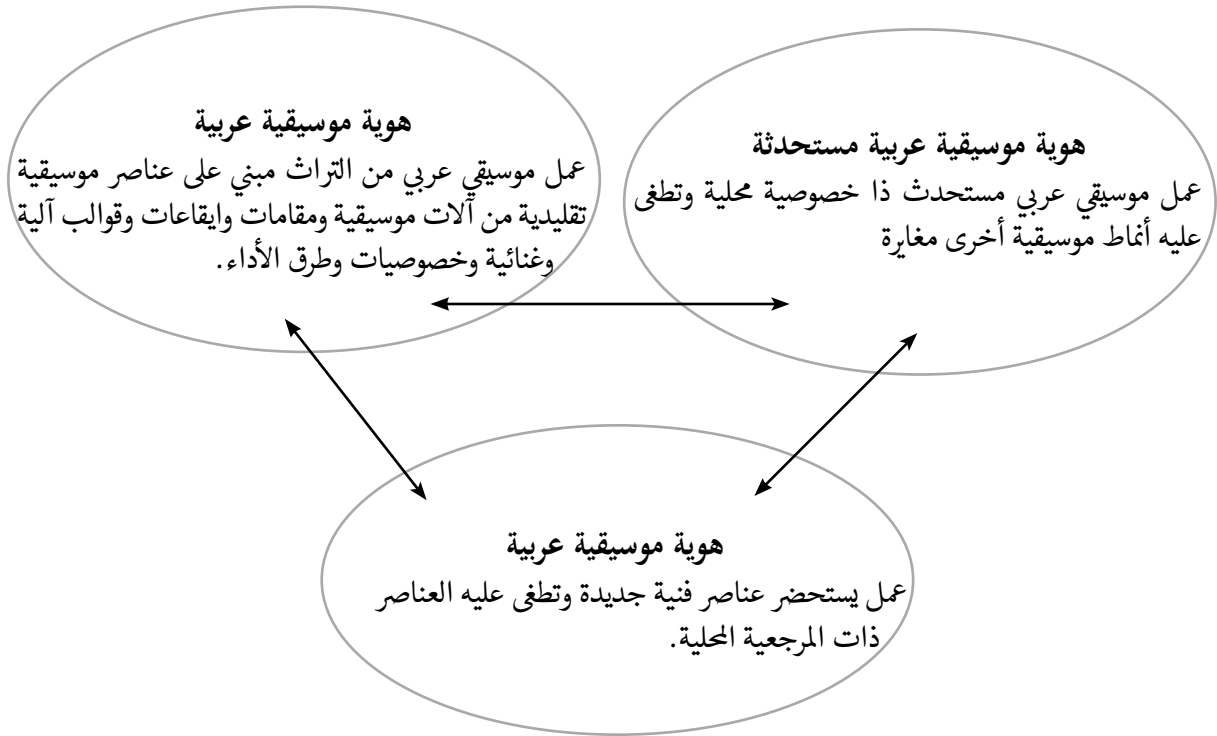 هوية موسيقية عربية
عمل موسيقي عربي من التراث مبني على عناصر موسيقية
تقليدية من آلات موسيقية ومقامات وايقاعات وقوالب آلية
وغنائية وخصوصيات وطرق الأداء.
هوية موسيقية عربية مستحدثة
عمل موسيقي عربي مستحدث ذا خصوصية محلية وتطغى
عليه أنماط موسيقية أخرى مغايرة
هوية موسيقية عربية
عمل يستحضر عناصر فنية جديدة وتطغى عليه العناصر
ذات المرجعية المحلية.